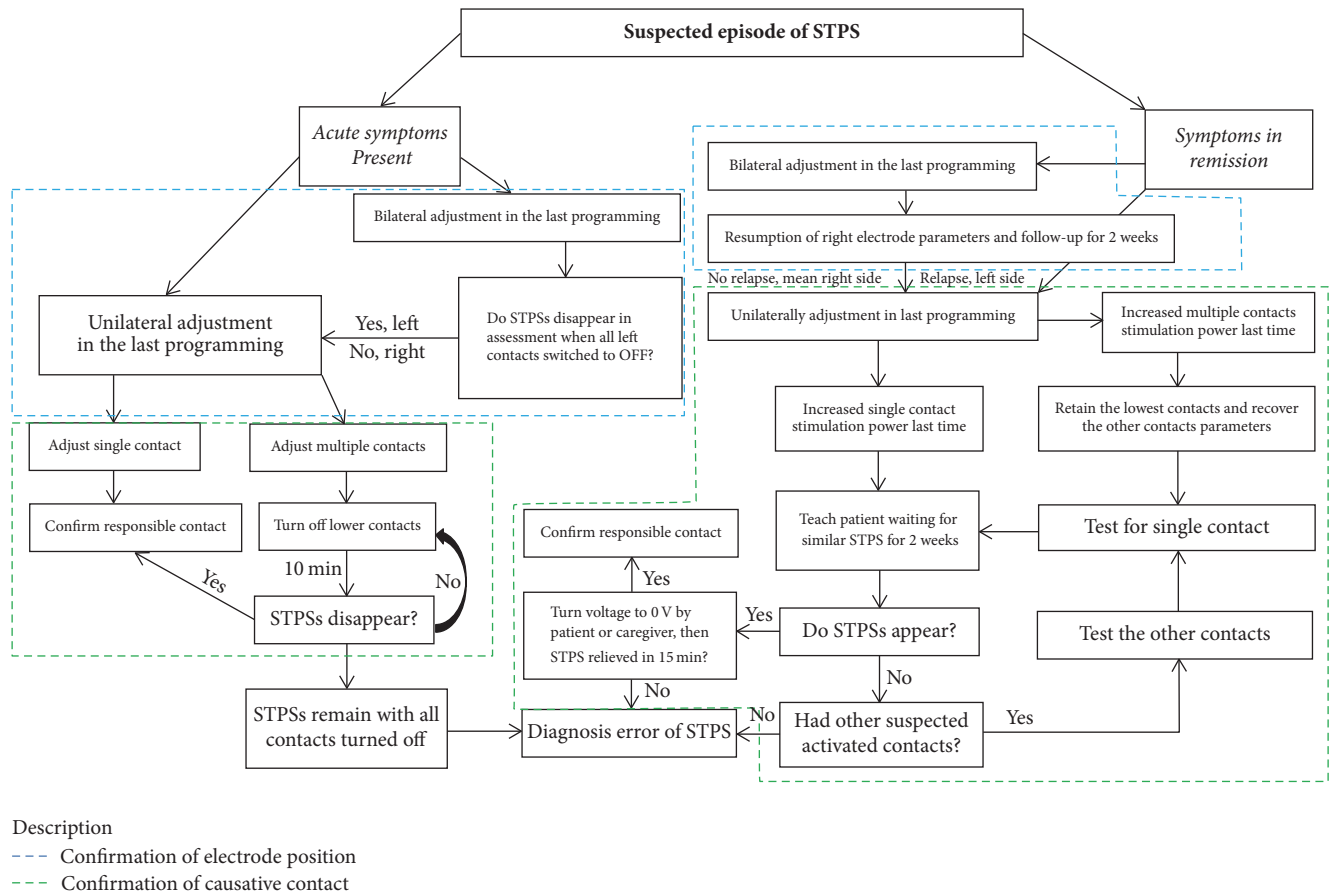 Suspected episode of STPS
Acute symptoms
Present
Symptoms in
remission
Bilateral adjustment in the last programming
Bilateral adjustment in the last programming
Resumption of right electrode parameters and follow-up for 2 weeks
No relapse, mean right side
Relapse, left side
Unilateral adjustment
in the last programming
Yes, left
No, right
Do STPSs disappear in
assessment when all left
contacts switched to OFF?
Unilaterally adjustment in last programming
Increased multiple contacts
stimulation power last time
Increased single contact
stimulation power last time
Retain the lowest contacts and recover
the other contacts parameters
Adjust single contact
Adjust multiple contacts
Confirm responsible contact
Turn off lower contacts
Confirm responsible contact
Teach patient waiting for
similar STPS for 2 weeks
Test for single contact
10 min
No
Yes
Yes
STPSs disappear?
Turn voltage to 0 V by
patient or caregiver, then
STPS relieved in 15 min?
Yes
Do STPSs appear?
Test the other contacts
No
No
STPSs remain with all
contacts turned off
Diagnosis error of STPS
No
Had other suspected
activated contacts?
Yes
Description
Confirmation of electrode position
Confirmation of causative contact